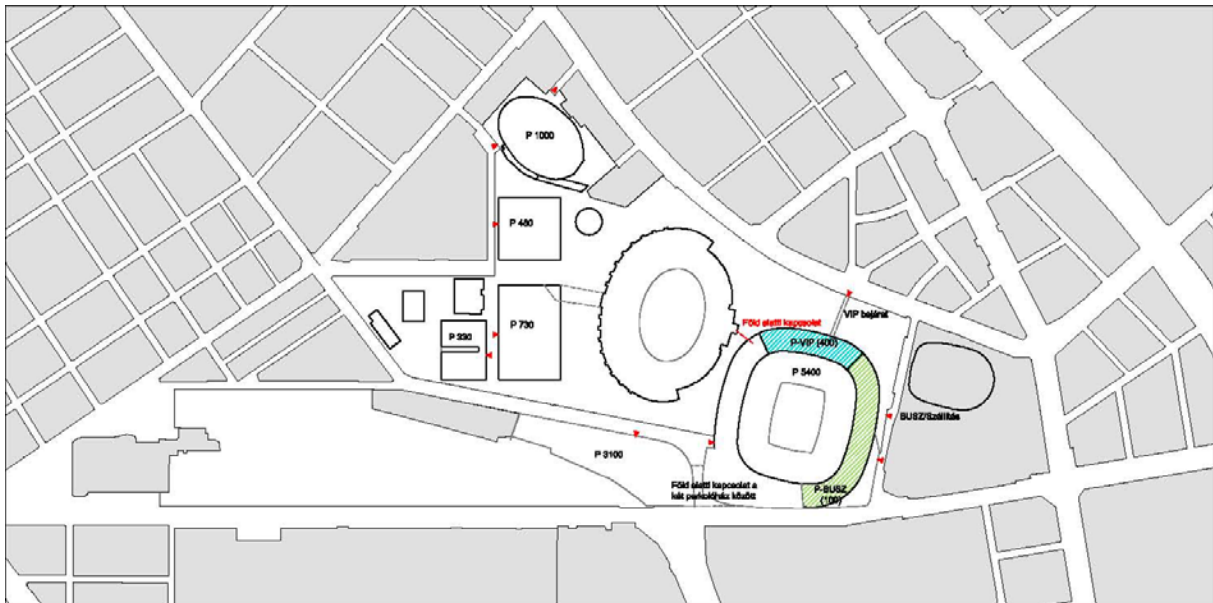 P 1000
P 480
P 730
P 330
Föld alatti kapcsolat
VIP bejárat
P-VIP (400)
P 5400
BUSZ/Szállítás
P 3100
Föld alatti kapcsolat a
két parkolóház között
P-BUSZ
(100)